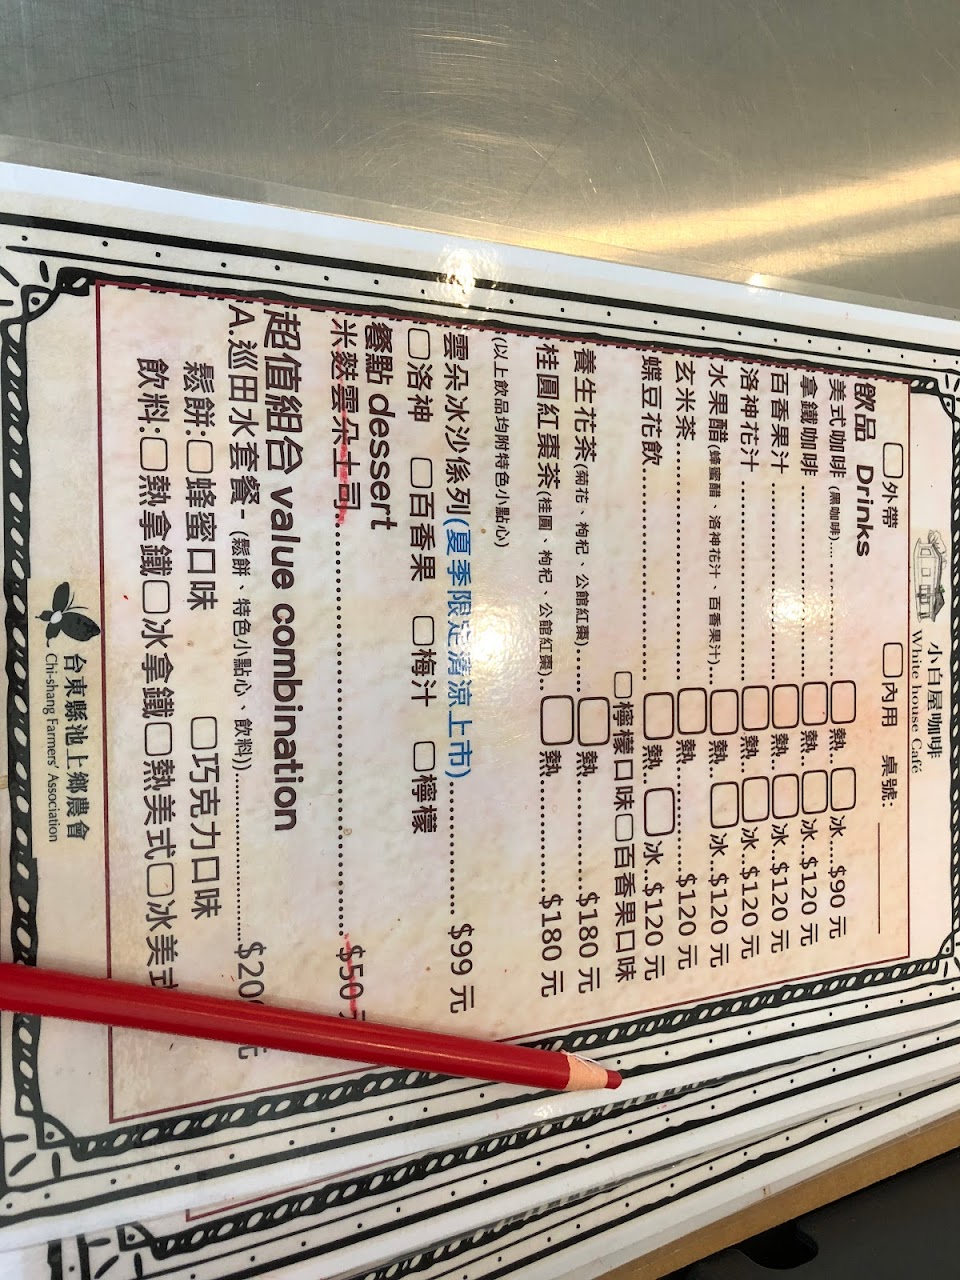 小白屋咖啡
White house Café
□外帶 □內用 桌號:
飲品 Drinks
美式咖啡 (黑咖啡)....................□熱..□冰..$90 元
拿鐵咖啡..........................□熱..□冰..$120 元
百香果汁..........................□熱..□冰..$120 元
洛神花汁..........................□熱..□冰..$120 元
水果醋(蜂蜜醋、洛神花汁、百香果汁)..□熱..□冰..$120 元
玄米茶............................□熱............$120 元
蝶豆花飲..........................□熱..□冰..$120 元
□檸檬口味□百香果口味
養生花茶(菊花、枸杞、公館紅棗)......□熱............$180 元
桂圓紅棗茶(桂圓、枸杞、公館紅棗)..□熱............$180 元
(以上飲品均附特色小點心)
雲朵冰沙係列(夏季限定清涼上市)..............$99 元
□洛神 □百香果 □梅汁 □檸檬
餐點 dessert
米麩雲朵土司........................................$50
超值組合 value combination
A.巡田水套餐-(鬆餅、特色小點心、飲料))....................$20
鬆餅:□蜂蜜口味 □巧克力口味
飲料:□熱拿鐵□冰拿鐵□熱美式□冰美式
台東縣池上鄉農會
Chi-shang Farmers' Association